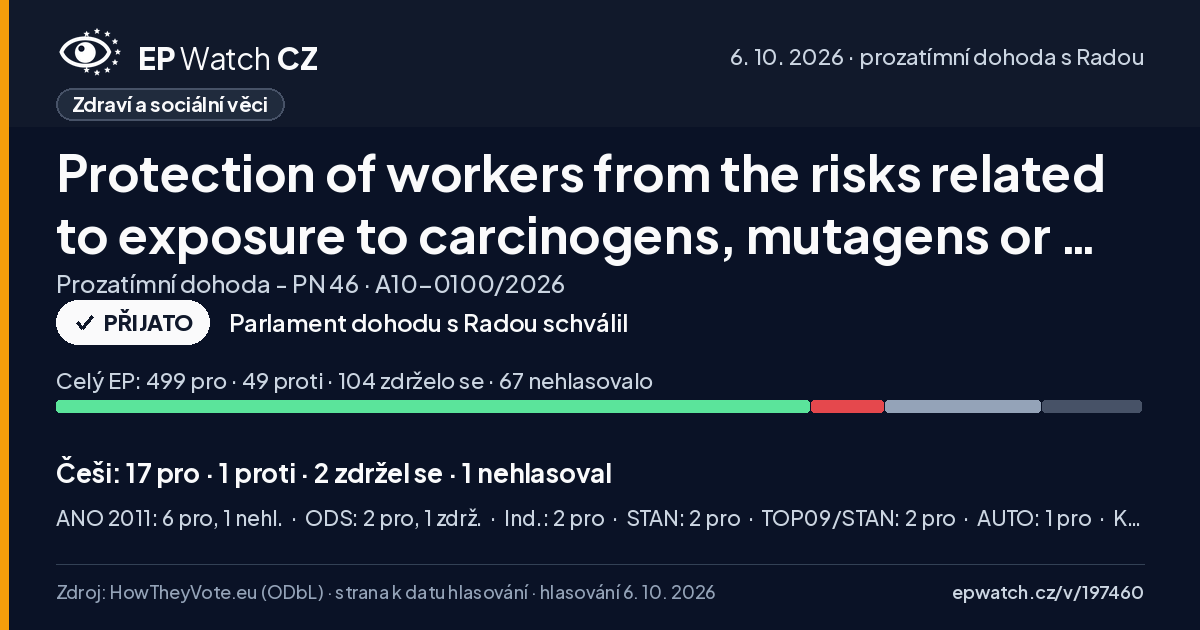 EP Watch CZ
6. 10. 2026 · prozatímní dohoda s Radou
Zdraví a sociální věci
Protection of workers from the risks related
to exposure to carcinogens, mutagens or ...
Prozatímní dohoda - PN 46 · A10–0100/2026
✓ PŘIJATO Parlament dohodu s Radou schválil
Celý EP: 499 pro · 49 proti · 104 zdrželo se · 67 nehlasovalo
Češi: 17 pro · 1 proti · 2 zdržel se · 1 nehlasoval
ANO 2011: 6 pro, 1 nehl. · ODS: 2 pro, 1 zdrž. · Ind.: 2 pro · STAN: 2 pro · TOP09/STAN: 2 pro · AUTO: 1 pro · K...
Zdroj: HowTheyVote.eu (ODbL) · strana k datu hlasování · hlasování 6. 10. 2026
epwatch.cz/v/197460